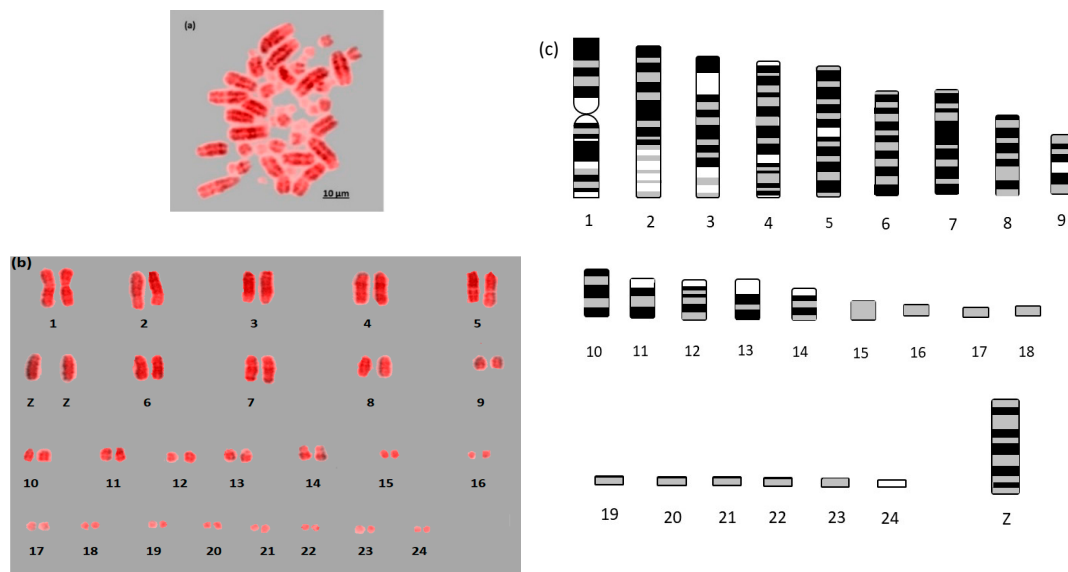 (a)
10 µm
(b)
1 2 3 4 5
Z Z 6 7 8 9
10 11 12 13 14 15 16
17 18 19 20 21 22 23 24
(c)
1 2 3 4 5 6 7 8 9
10 11 12 13 14 15 16 17 18
19 20 21 22 23 24 Z